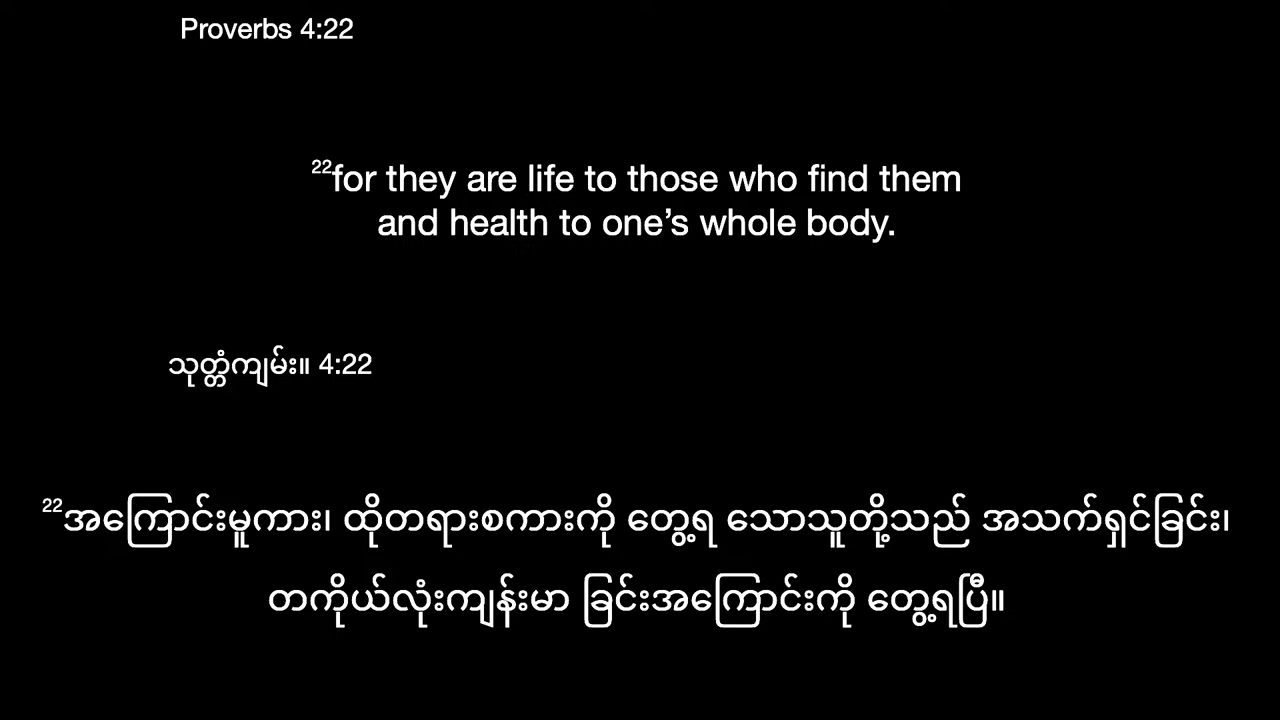 Proverbs 4:22
22for they are life to those who find them
and health to one’s whole body.
သုတ္တံကျမ်း။ 4:22
22အကြောင်းမူကား၊ ထိုတရားစကားကို တွေ့ရ သောသူတို့သည် အသက်ရှင်ခြင်း၊
တကိုယ်လုံးကျန်းမာ ခြင်းအကြောင်းကို တွေ့ရပြီ။